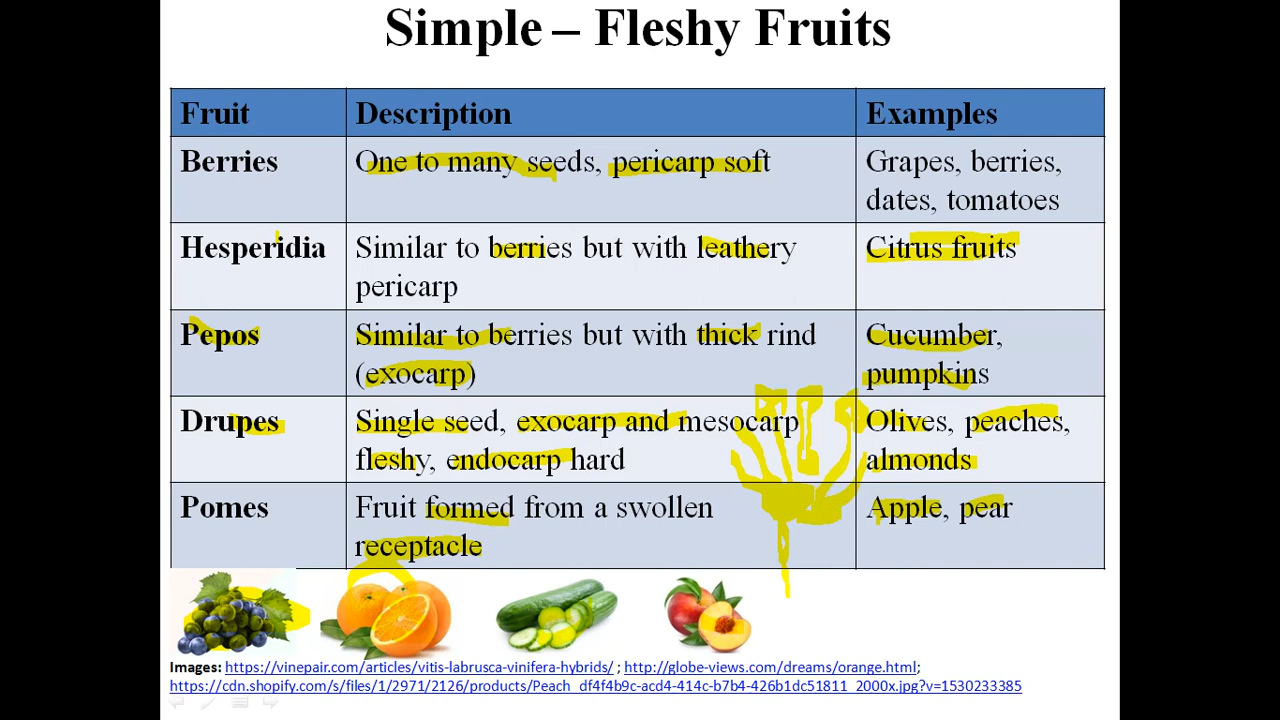 Simple – Fleshy Fruits
Fruit Description Examples
Berries One to many seeds, pericarp soft Grapes, berries,
dates, tomatoes
Hesperidia Similar to berries but with leathery Citrus fruits
pericarp
Pepos Similar to berries but with thick rind Cucumber,
(exocarp) pumpkins
Drupes Single seed, exocarp and mesocarp Olives, peaches,
fleshy, endocarp hard almonds
Pomes Fruit formed from a swollen Apple, pear
receptacle
Images: https://vinepair.com/articles/vitis-labrusca-vinifera-hybrids/ ; http://globe-views.com/dreams/orange.html;
https://cdn.shopify.com/s/files/1/2971/2126/products/Peach_df4f4b9c-acd4-414c-b7b4-426b1dc51811_2000x.jpg?v=1530233385